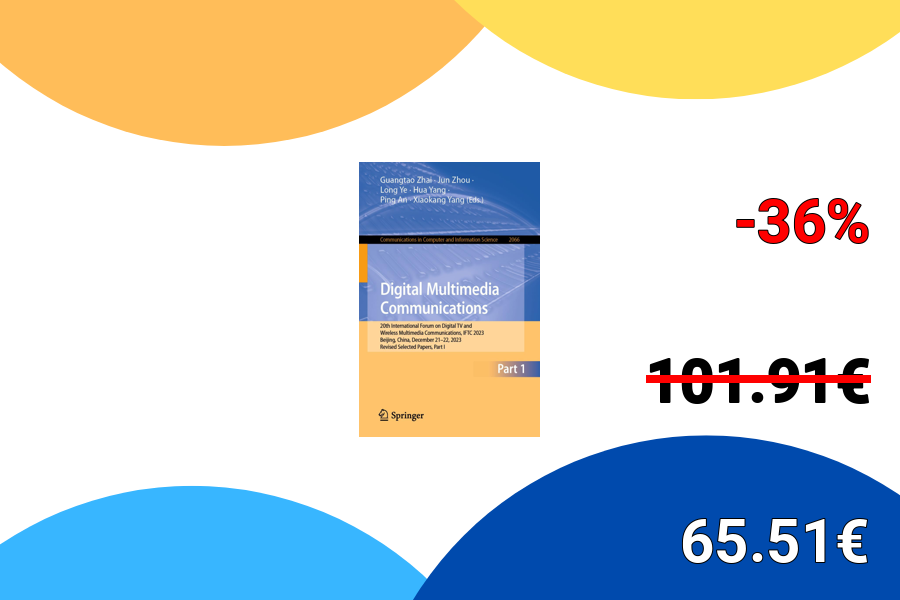 Guangtao Zhai · Jun Zhou ·
Long Ye · Hua Yang ·
Ping An · Xiaokang Yang (Eds.)
Communications in Computer and Information Science 2066
Digital Multimedia
Communications
20th International Forum on Digital TV and
Wireless Multimedia Communications, IFTC 2023
Beijing, China, December 21–22, 2023
Revised Selected Papers, Part I
Part 1
Springer
-36%
101.91€
65.51€